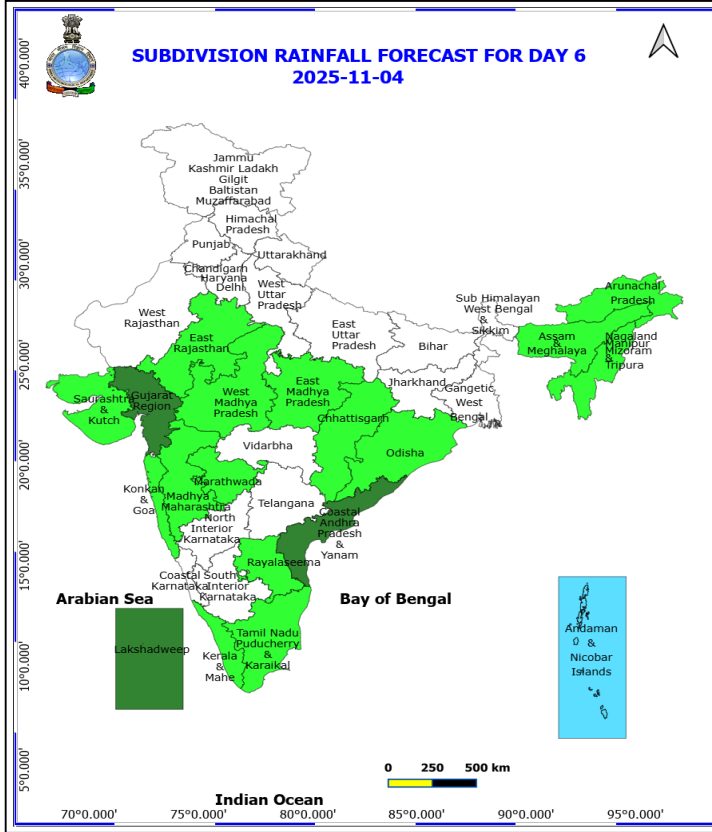 SUBDIVISION RAINFALL FORECAST FOR DAY 6
2025-11-04
40°0.000'
35°0.000'
30°0.000'
25°0.000'
20°0.000'
15°0.000'
10°0.000'
5°0.000'
Jammu
Kashmir Ladakh
Gilgit
Baltistan
Muzaffarabad
Himachal
Pradesh
Punjab
Uttarakhand
Chandigarh
Haryana
Delhi
West
Uttar
Pradesh
West
Rajasthan
East
Rajasthan
East
Uttar
Pradesh
Bihar
Sub Himalayan
West Bengal
&
Sikkim
Arunachal
Pradesh
Assam
&
Meghalaya
Nagaland
Manipur
Mizoram
&
Tripura
Jharkhand
Gangetic
West
Bengal
Saurashtra
&
Kutch
Gujarat
Region
West
Madhya
Pradesh
East
Madhya
Pradesh
Chhattisgarh
Odisha
Vidarbha
Konkan
&
Goa
Madhya
Maharashtra
Marathwada
North
Interior
Karnataka
Telangana
Coastal
Andhra
Pradesh
&
Yanam
Rayalaseema
Coastal
Karnataka
South
Interior
Karnataka
Arabian Sea
Bay of Bengal
Lakshadweep
Kerala
&
Mahe
Tamil Nadu
Puducherry
&
Karaikal
Andaman
&
Nicobar
Islands
0 250 500 km
Indian Ocean
70°0.000' 75°0.000' 80°0.000' 85°0.000' 90°0.000' 95°0.000'